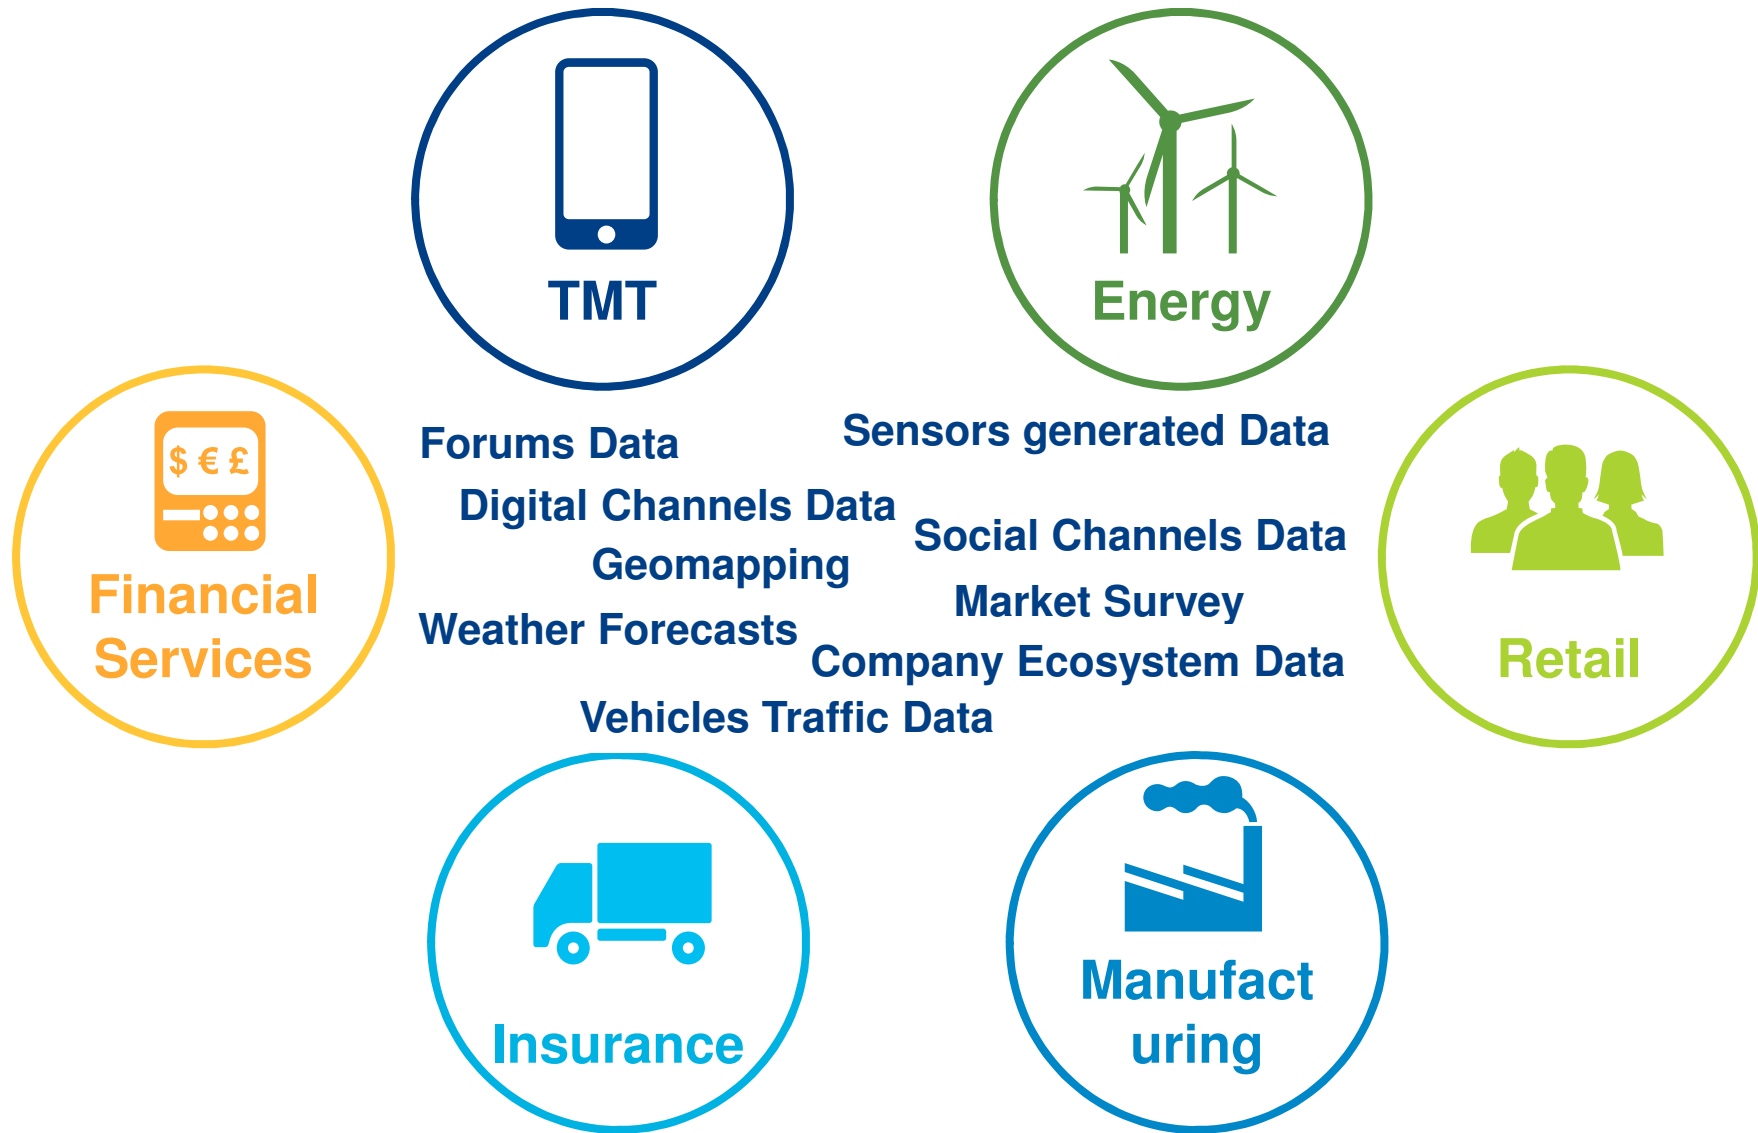 TMT
Energy
Forums Data
Sensors generated Data
$ € £
Digital Channels Data
Social Channels Data
Geomapping
Financial
Services
Market Survey
Weather Forecasts
Company Ecosystem Data
Retail
Vehicles Traffic Data
Insurance
Manufact
uring